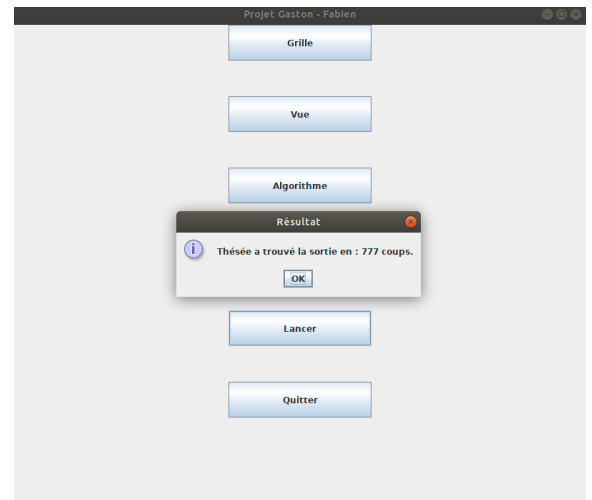 Projet Gaston - Fabien
Grille
Vue
Algorithme
Résultat
Thésée a trouvé la sortie en : 777 coups.
OK
Lancer
Quitter